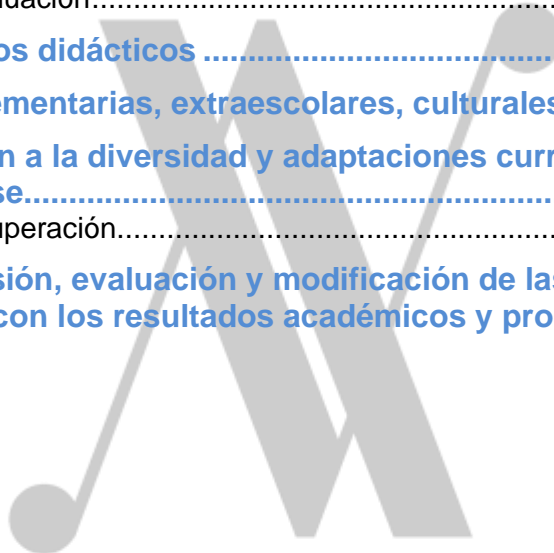 uación................................................
os didácticos ......................................
ementarias, extraescolares, culturales
n a la diversidad y adaptaciones curr
se.............................................................
uperación.............................................
sión, evaluación y modificación de las
con los resultados académicos y pro